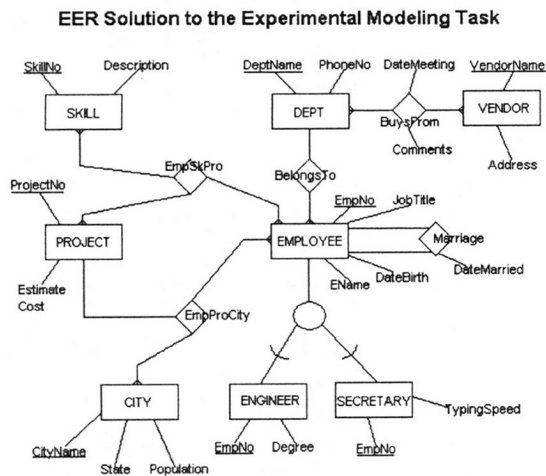 EER Solution to the Experimental Modeling Task
SkillNo
Description
DeptName
PhoneNo
DateMeeting
VendorName
SKILL
DEPT
VENDOR
BuysFrom
Comments
Address
EmpSkPro
BelongsTo
ProjectNo
EmpNo
JobTitle
PROJECT
EMPLOYEE
Marriage
Estimate
Cost
EName
DateBirth
DateMarried
EmpProCity
CITY
ENGINEER
SECRETARY
TypingSpeed
CityName
State
Population
EmpNo
Degree
EmpNo